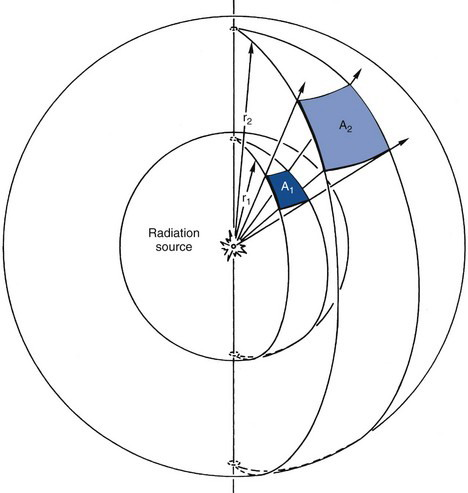 r₂
A₂
A₁
r₁
Radiation
source